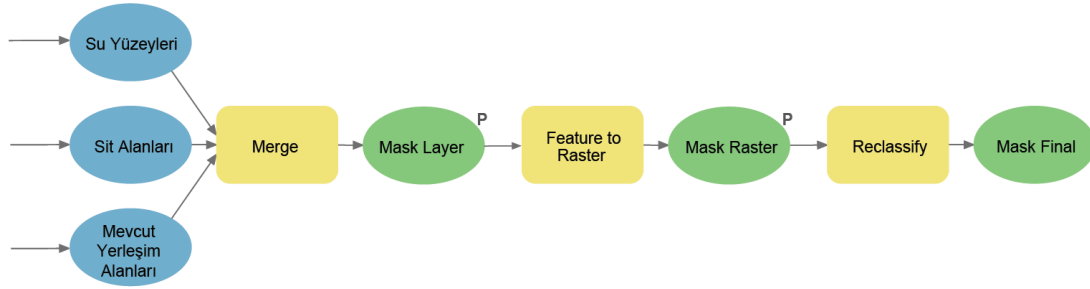 Su Yüzeyleri
Sit Alanları
Mevcut
Yerleşim
Alanları
Merge
Mask Layer
P
Feature to
Raster
Mask Raster
P
Reclassify
Mask Final